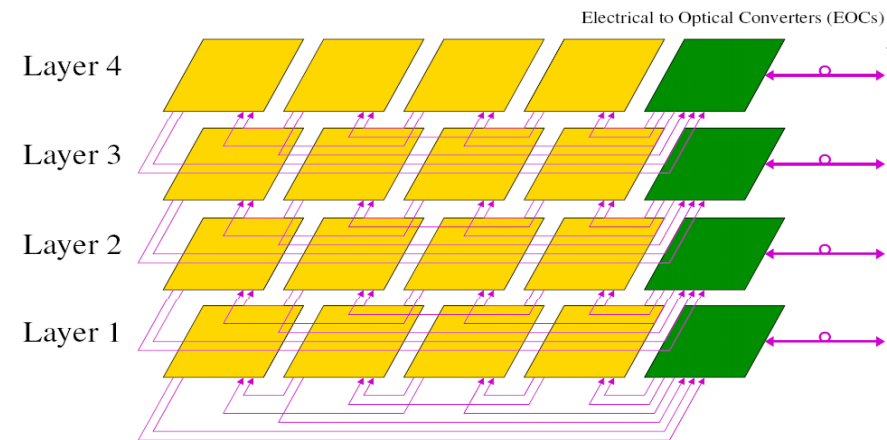 Electrical to Optical Converters (EOCs)
Layer 4
Layer 3
Layer 2
Layer 1